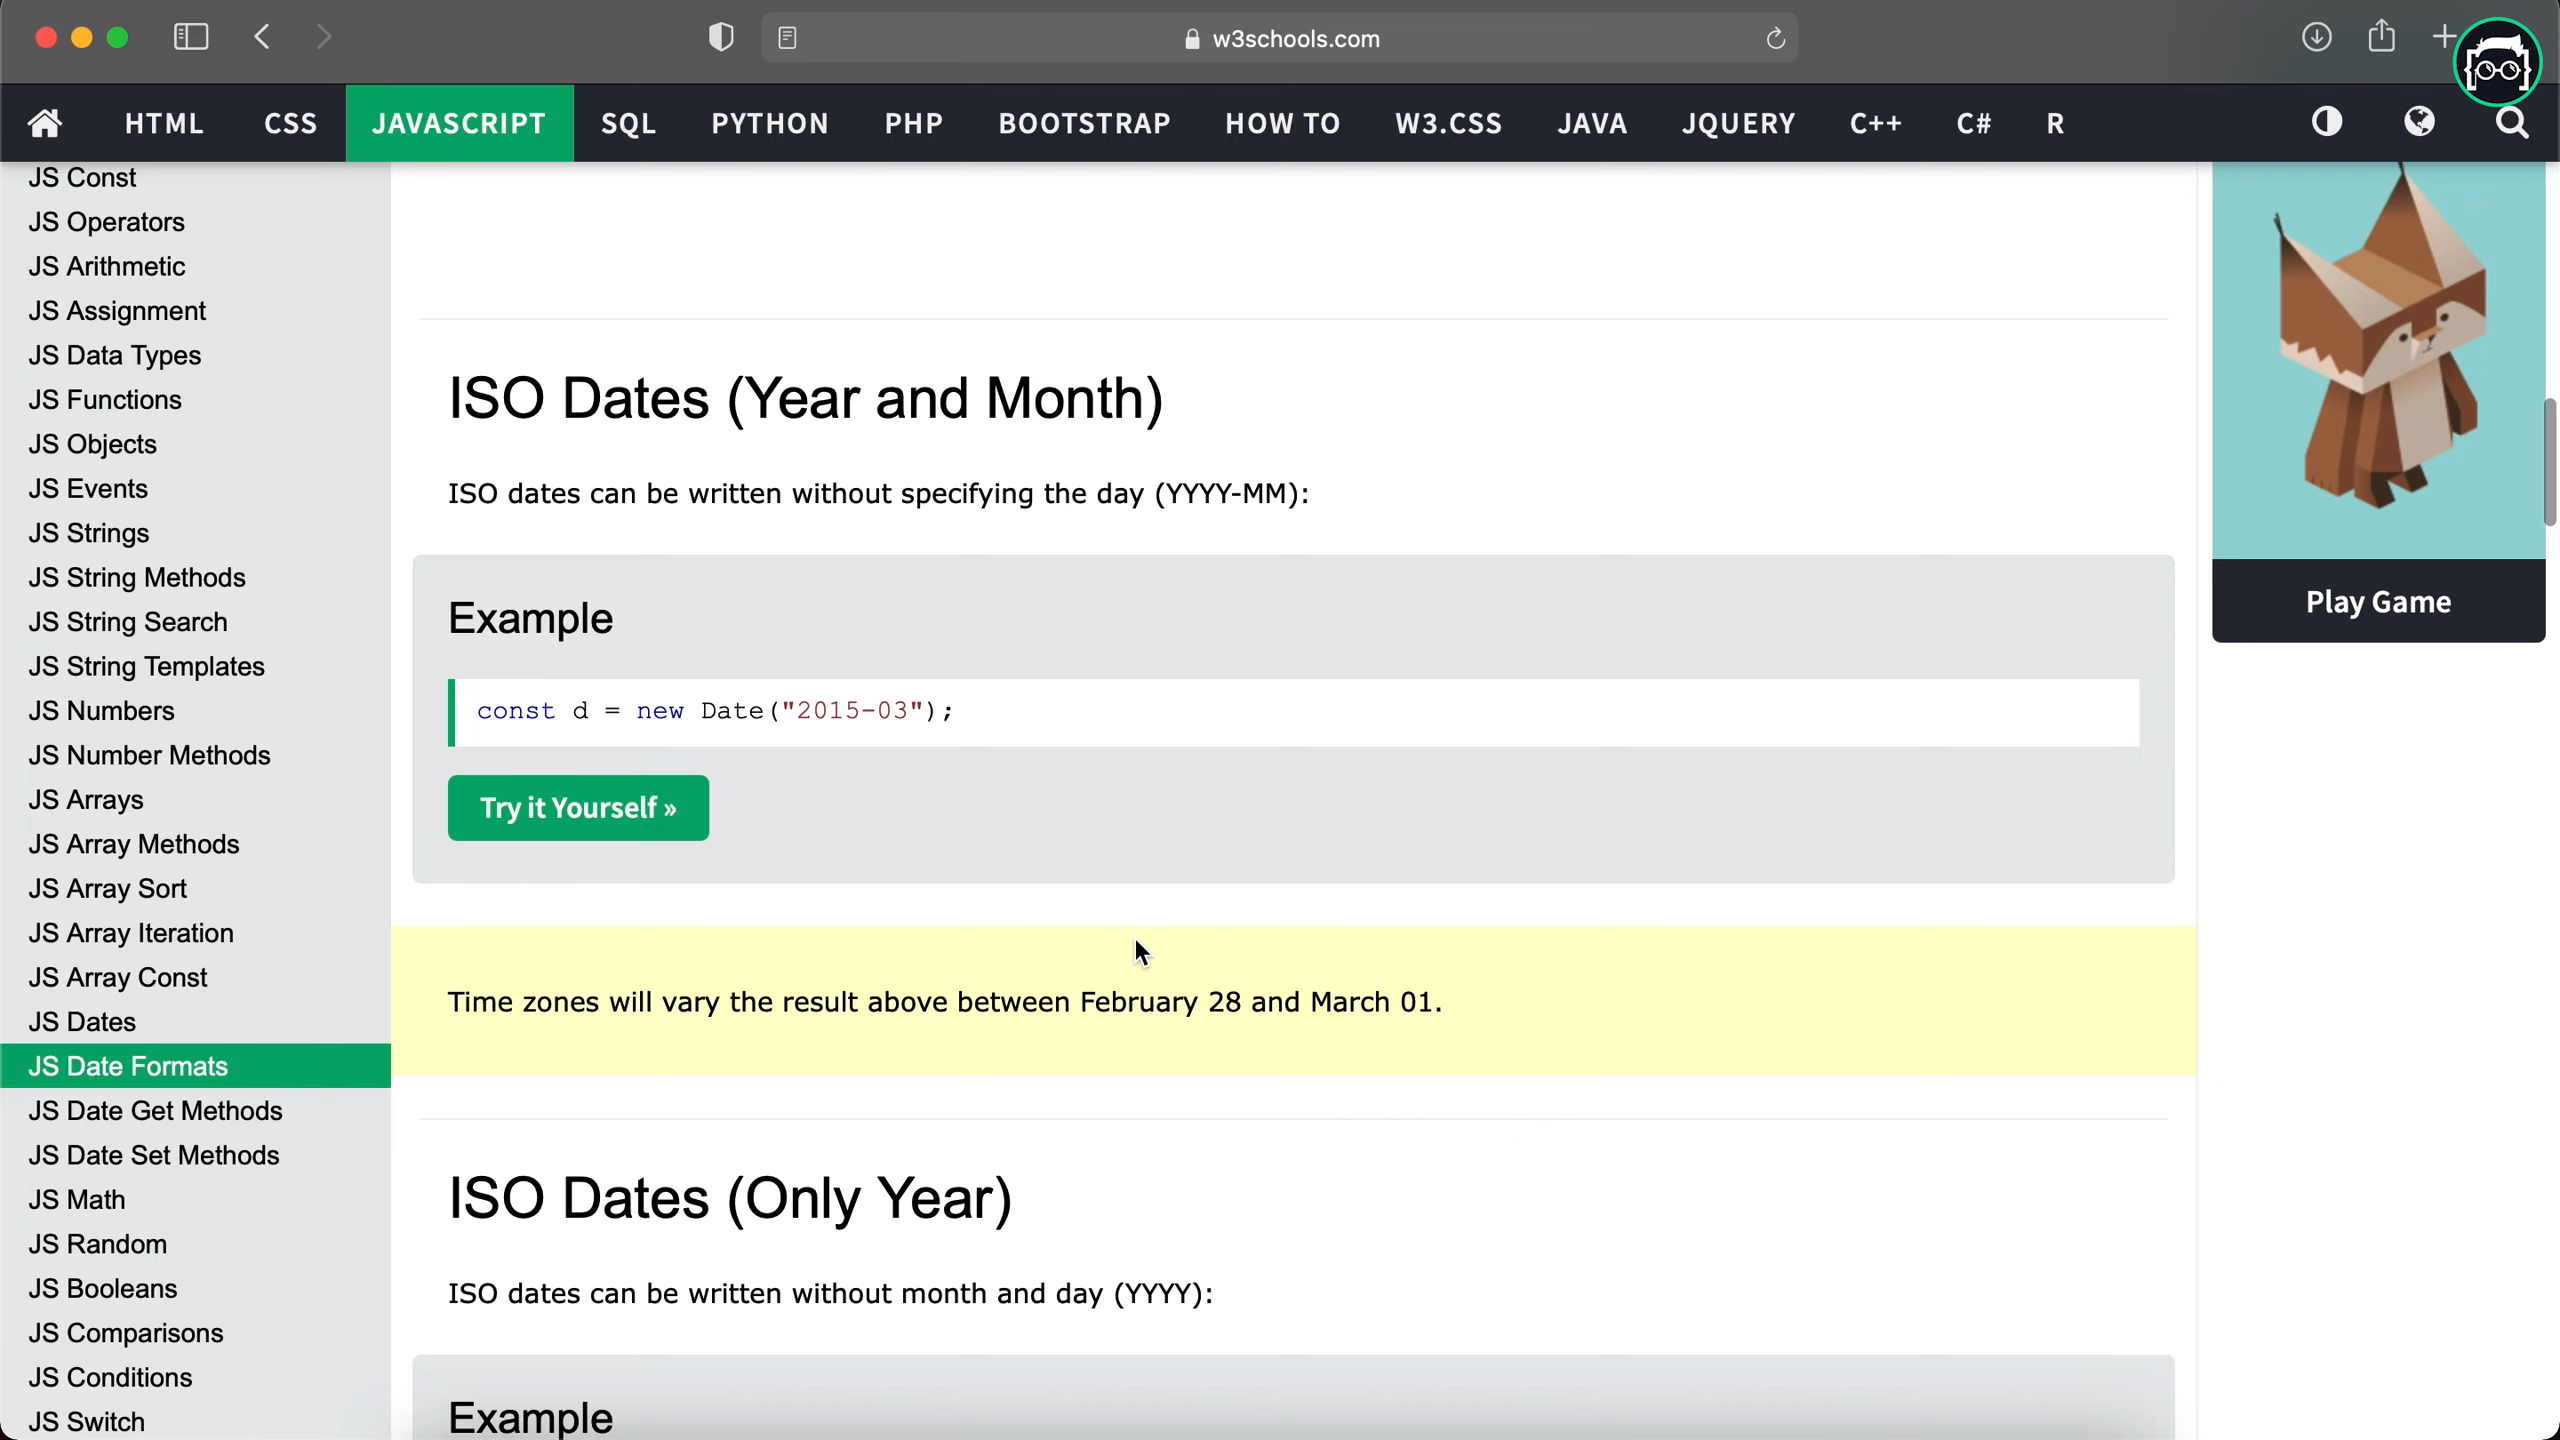 w3schools.com
HTML
CSS
JAVASCRIPT
SQL
PYTHON
PHP
BOOTSTRAP
HOW TO
W3.CSS
JAVA
JQUERY
C++
C#
R
JS Const
JS Operators
JS Arithmetic
JS Assignment
JS Data Types
JS Functions
JS Objects
JS Events
JS Strings
JS String Methods
JS String Search
JS String Templates
JS Numbers
JS Number Methods
JS Arrays
JS Array Methods
JS Array Sort
JS Array Iteration
JS Array Const
JS Dates
JS Date Formats
JS Date Get Methods
JS Date Set Methods
JS Math
JS Random
JS Booleans
JS Comparisons
JS Conditions
JS Switch
ISO Dates (Year and Month)
ISO dates can be written without specifying the day (YYYY-MM):
Example
const d = new Date("2015-03");
Try it Yourself »
Time zones will vary the result above between February 28 and March 01.
ISO Dates (Only Year)
ISO dates can be written without month and day (YYYY):
Example
Play Game